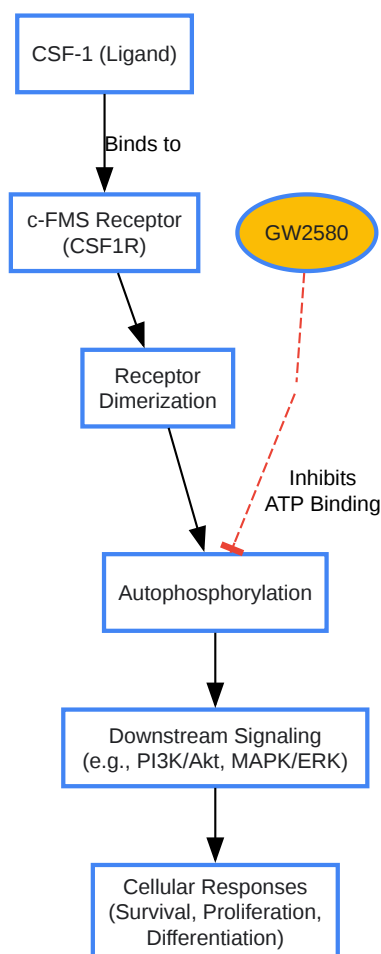 CSF-1 (Ligand)
Binds to
c-FMS Receptor
(CSF1R)
GW2580
Receptor
Dimerization
Inhibits
ATP Binding
Autophosphorylation
Downstream Signaling
(e.g., PI3K/Akt, MAPK/ERK)
Cellular Responses
(Survival, Proliferation,
Differentiation)